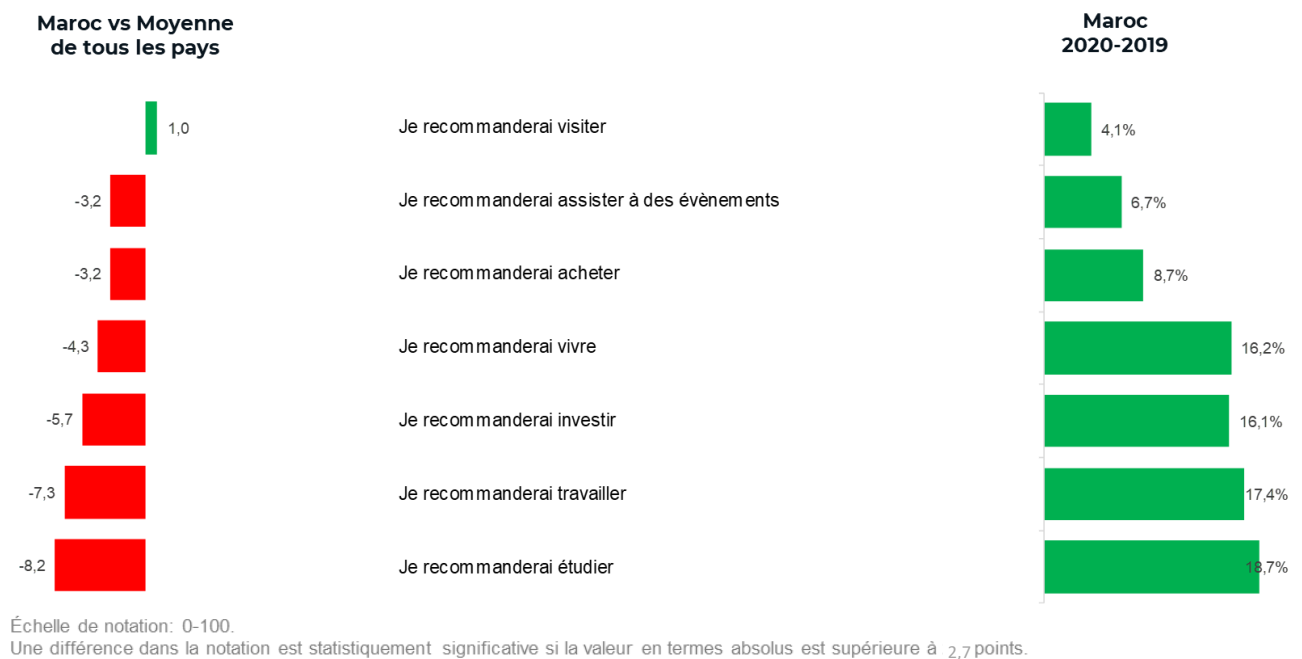 Maroc vs Moyenne
de tous les pays
Maroc
2020-2019
1,0 Je recommanderai visiter 4,1%
-3,2 Je recommanderai assister à des évènements 6,7%
-3,2 Je recommanderai acheter 8,7%
-4,3 Je recommanderai vivre 16,2%
-5,7 Je recommanderai investir 16,1%
-7,3 Je recommanderai travailler 17,4%
-8,2 Je recommanderai étudier 18,7%
Échelle de notation: 0-100.
Une différence dans la notation est statistiquement significative si la valeur en termes absolus est supérieure à 2,7 points.